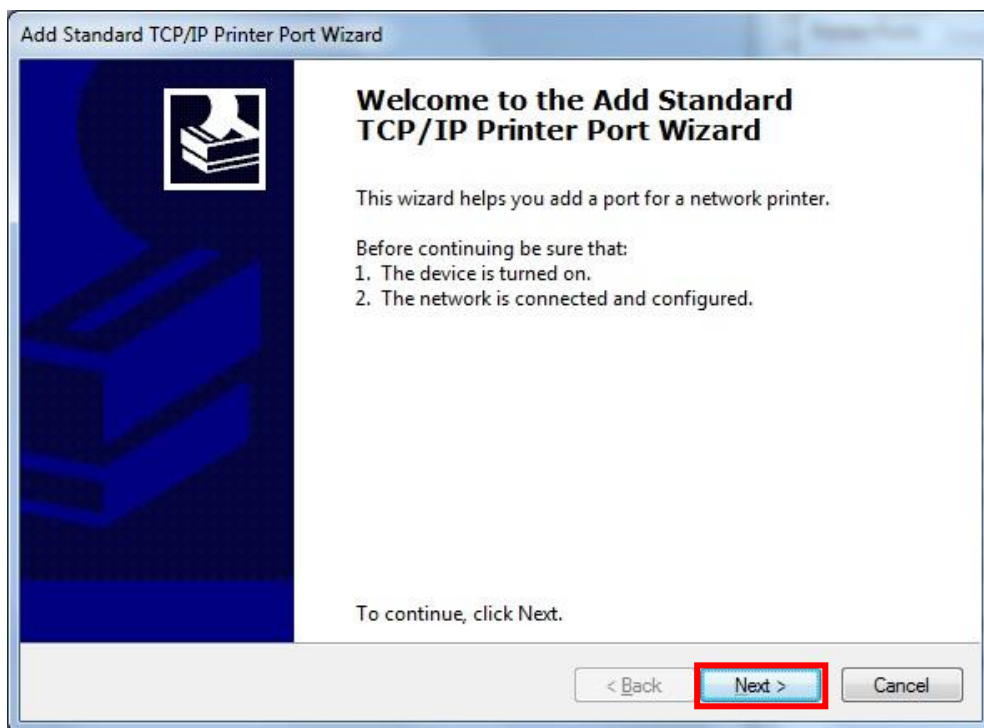 Add Standard TCP/IP Printer Port Wizard
Welcome to the Add Standard
TCP/IP Printer Port Wizard
This wizard helps you add a port for a network printer.
Before continuing be sure that:
1. The device is turned on.
2. The network is connected and configured.
To continue, click Next.
< Back
Next >
Cancel